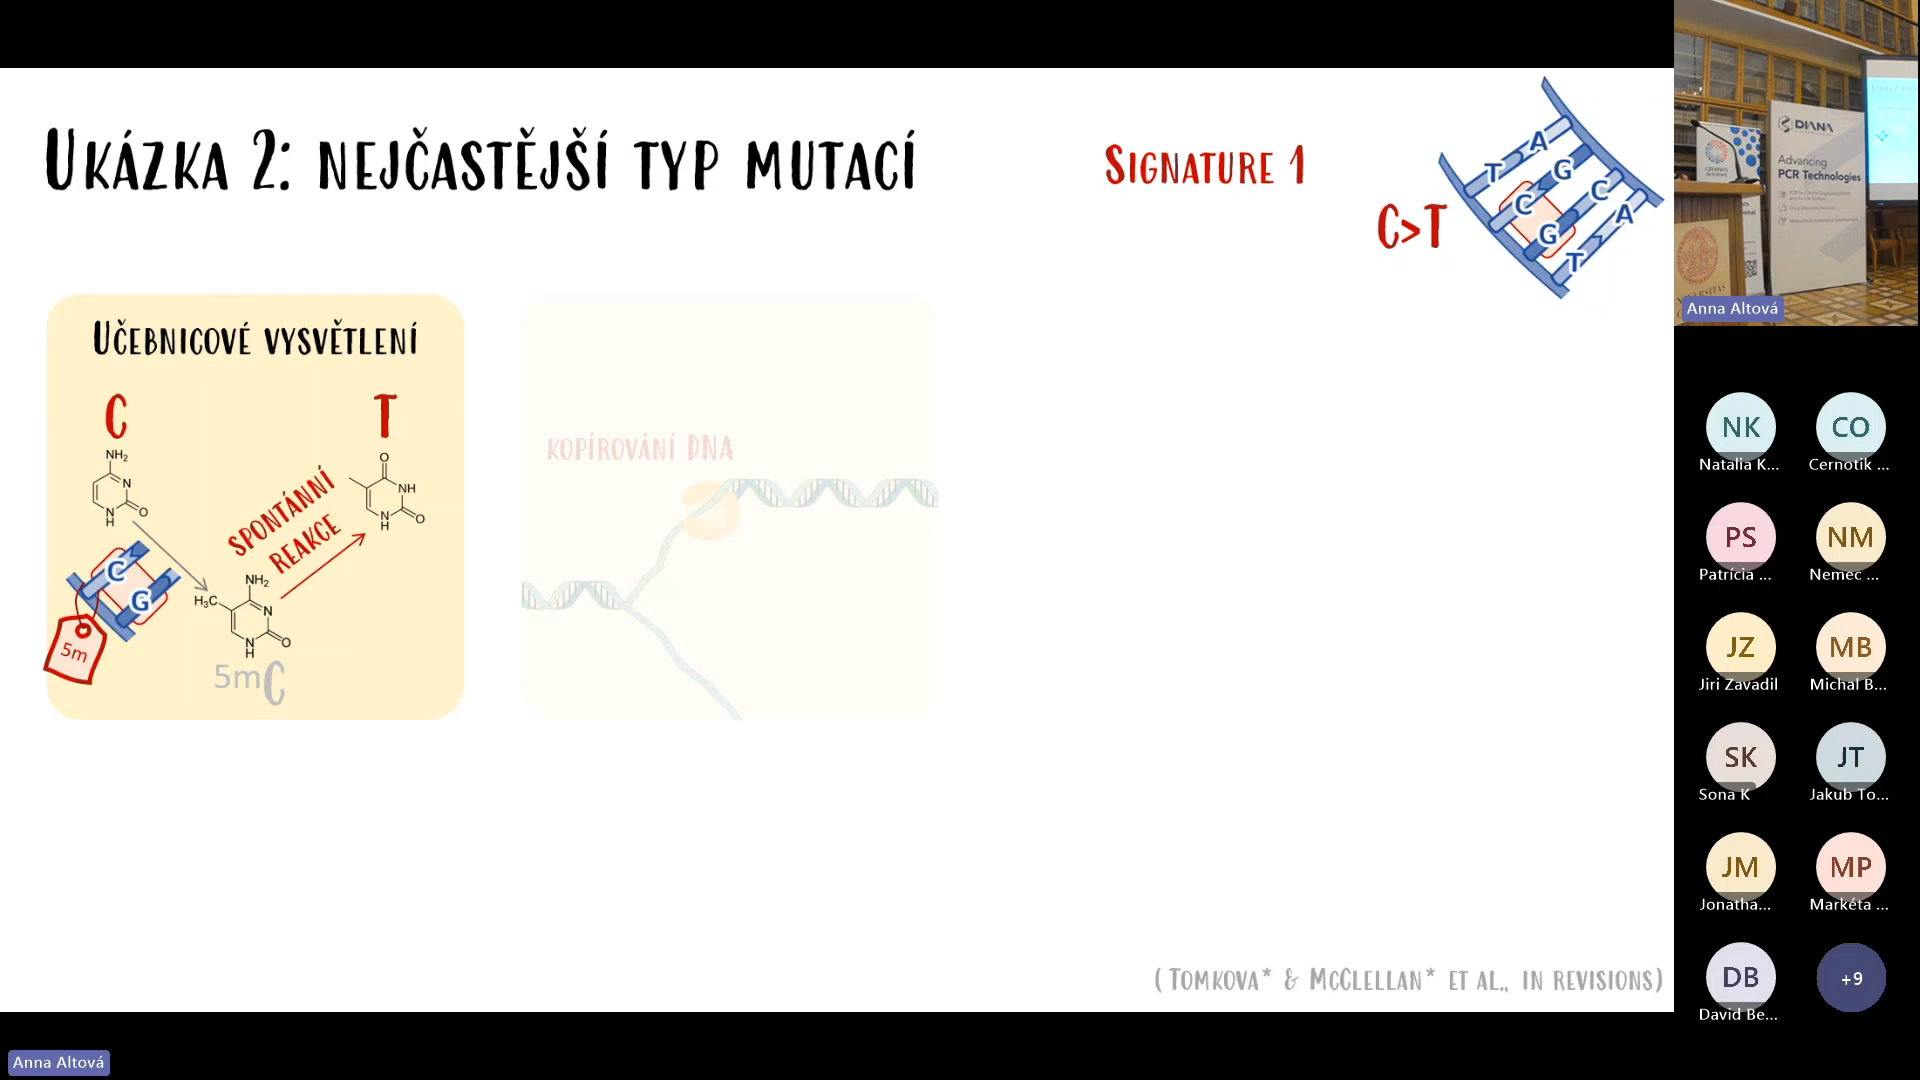 UKÁZKA 2: NEJČASTĚJŠÍ TYP MUTACÍ
SIGNATURE 1
C>T
A
T
G
C
C
A
G
T
UČEBNICOVÉ VYSVĚTLENÍ
C
T
NH₂
N
N
H
O
O
NH
N
H
O
SPONTÁNNÍ
REAKCE
C
G
5m
NH₂
H₃C
N
N
H
O
5mC
KOPÍROVÁNÍ DNA
(TOMKOVA* & MCCLELLAN* ET AL., IN REVISIONS)
DIANA
Advancing
PCR Technologies
Anna Altová
NK
CO
Natalia K...
Cernotik ...
PS
NM
Patrícia ...
Nemec ...
JZ
MB
Jiri Zavadil
Michal B...
SK
JT
Sona K
Jakub To...
JM
MP
Jonatha...
Markéta ...
DB
+9
David Be...
Anna Altová